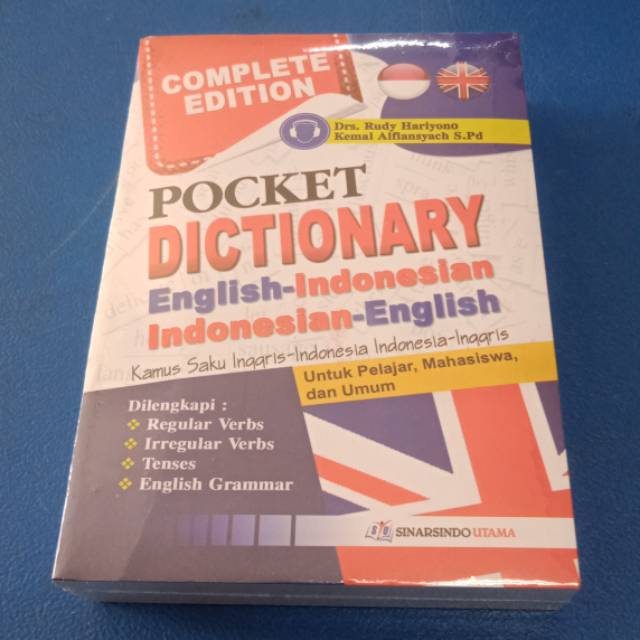 COMPLETE
EDITION
Drs. Rudy Hariyono
Kemal Alfiansyach S.Pd
POCKET
DICTIONARY
English-Indonesian
Indonesian-English
Kamus Saku Inggris-Indonesia Indonesia-Inggris
Untuk Pelajar, Mahasiswa,
dan Umum
Dilengkapi :
Regular Verbs
Irregular Verbs
Tenses
English Grammar
SINARSINDO UTAMA